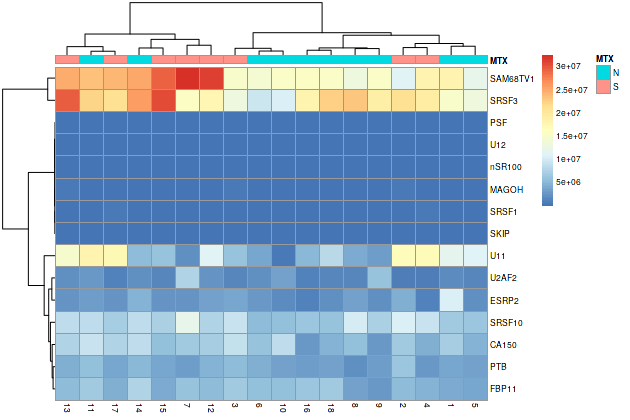 MTX
MTX
N
S
SAM68TV1
SRSF3
PSF
U12
nSR100
MAGOH
SRSF1
SKIP
U11
U2AF2
ESRP2
SRSF10
CA150
PTB
FBP11
3e+07
2.5e+07
2e+07
1.5e+07
1e+07
5e+06
13 11 17 14 15 7 12 3 6 10 16 18 8 9 2 4 1 5